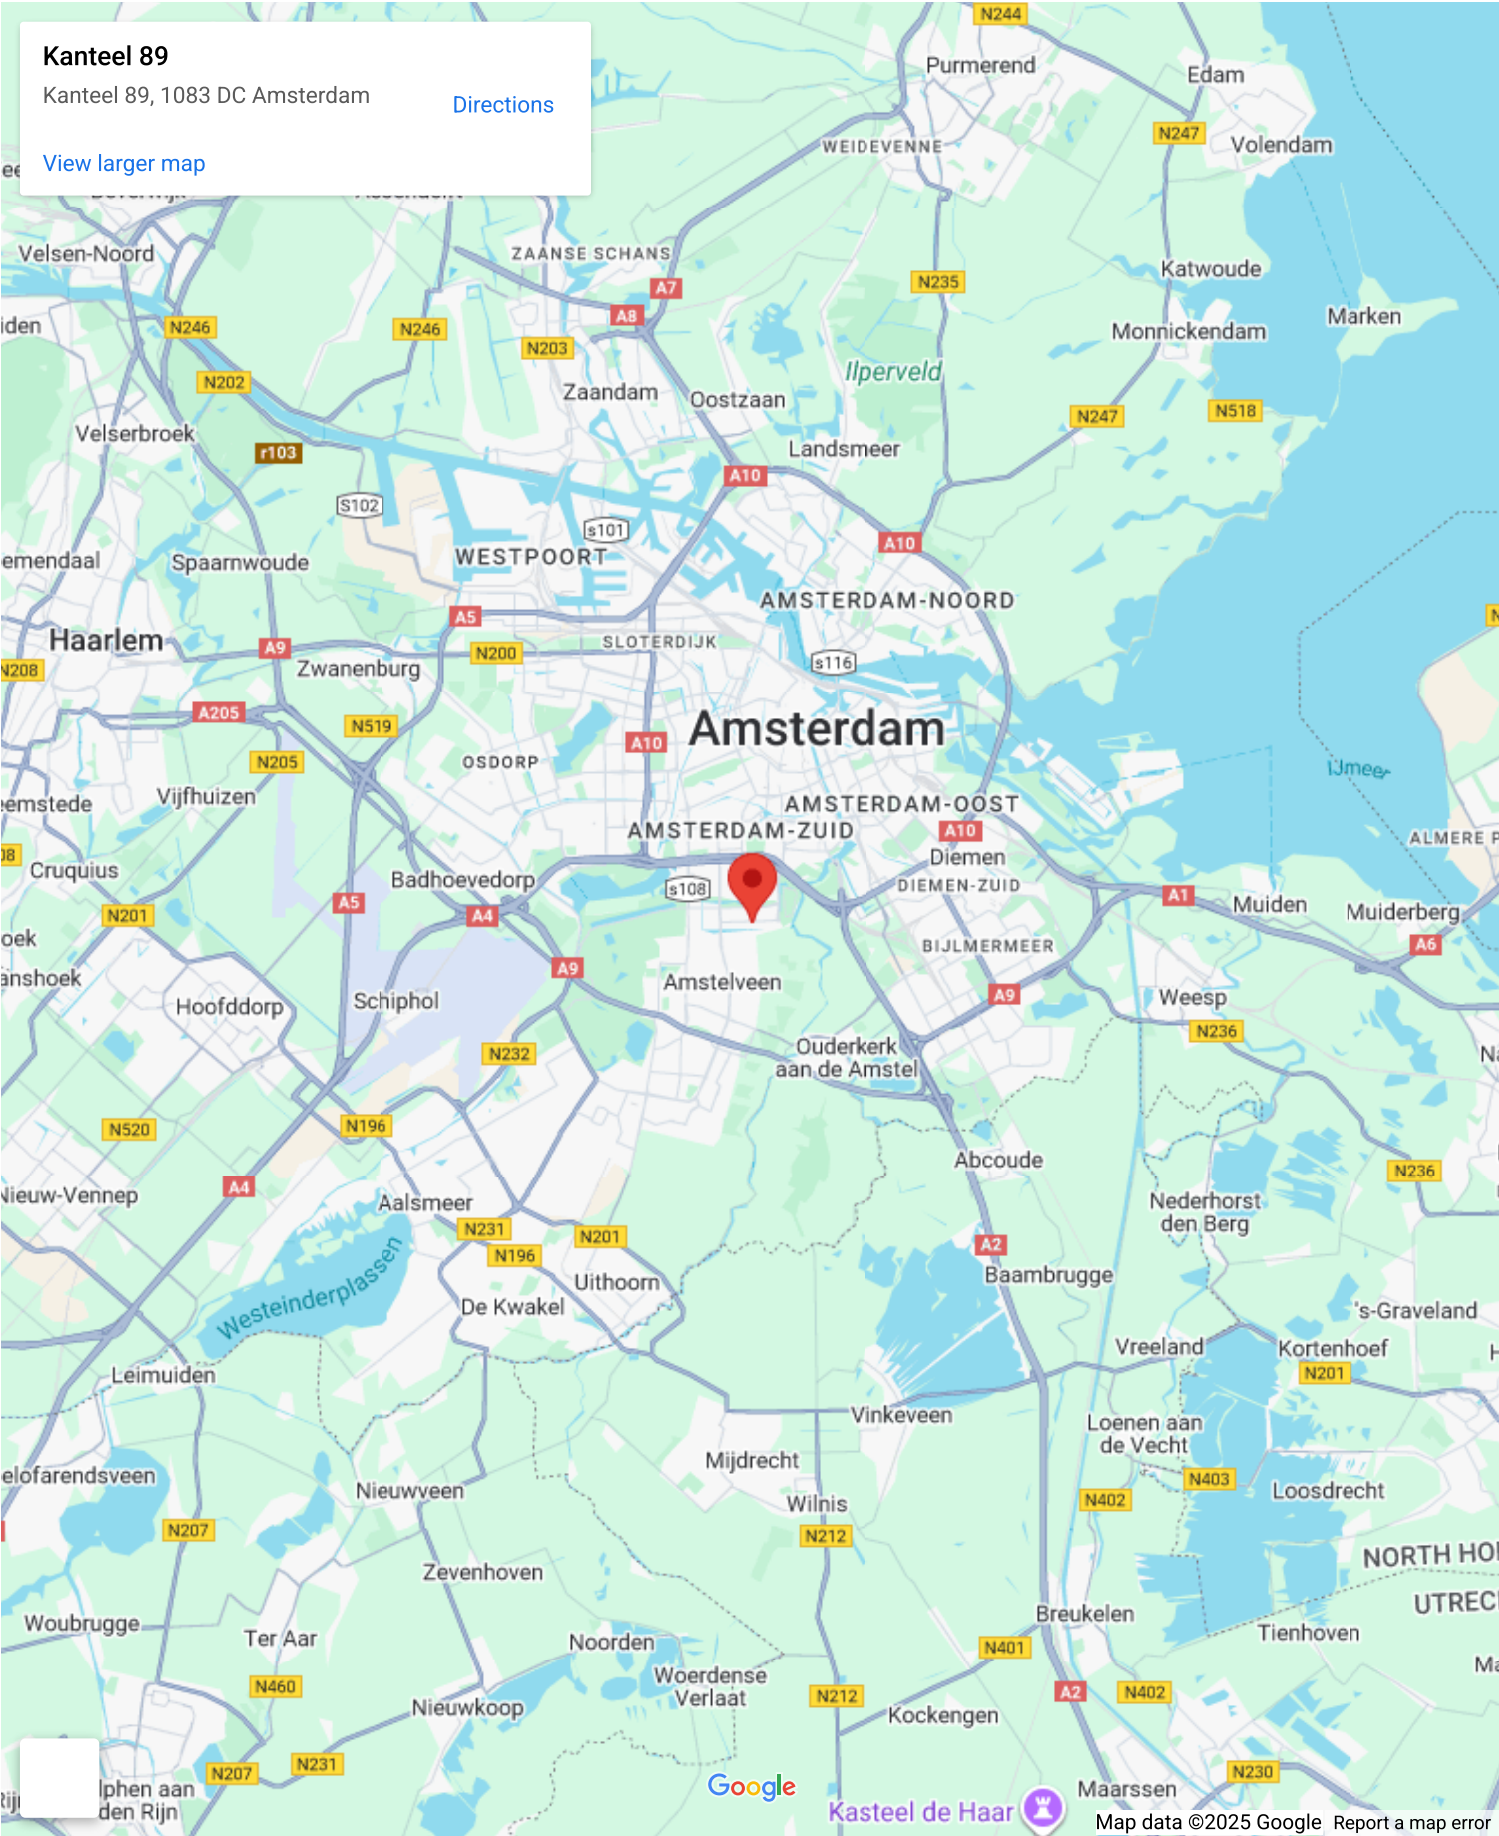 Kanteel 89
Kanteel 89, 1083 DC Amsterdam
Directions
View larger map
N244
Purmerend
Edam
N247
Volendam
WEIDEVENNE
Velsen-Noord
ZAANSE SCHANS
Katwoude
A7
N235
A8
Marken
N246
N246
Monnickendam
N203
Ilperveld
N202
Zaandam
Oostzaan
N247
N518
Velserbroek
r103
Landsmeer
A10
S102
s101
A10
WESTPOORT
Spaarnwoude
AMSTERDAM-NOORD
A5
Haarlem
A9
SLOTERDIJK
N200
s116
N208
Zwanenburg
A205
N519
Amsterdam
A10
N205
OSDORP
IJmeer
Vijfhuizen
AMSTERDAM-OOST
AMSTERDAM-ZUID
A10
ALMERE P
Diemen
Cruquius
Badhoevedorp
s108
DIEMEN-ZUID
A5
A1
Muiden
Muiderberg
N201
A4
BIJLMERMEER
A6
A9
Amstelveen
A9
Weesp
Hoofddorp
Schiphol
N236
N232
Ouderkerk
aan de Amstel
N520
N196
Abcoude
N236
A4
Nieuw-Vennep
Aalsmeer
Nederhorst
den Berg
N231
N201
A2
N196
Westeinderplassen
Uithoorn
Baambrugge
De Kwakel
's-Graveland
Vreeland
Kortenhoef
Leimuiden
N201
Vinkeveen
Loenen aan
de Vecht
Mijdrecht
elofarendsveen
N403
Nieuwveen
Wilnis
N402
Loosdrecht
N207
N212
NORTH HO
Zevenhoven
UTREC
Woubrugge
Breukelen
Ter Aar
Noorden
N401
Tienhoven
N460
Woerdense
Verlaat
A2
N402
N212
Nieuwkoop
Kockengen
N231
N207
Google
N230
lphen aan
den Rijn
Maarssen
Kasteel de Haar
Map data ©2025 Google
Report a map error